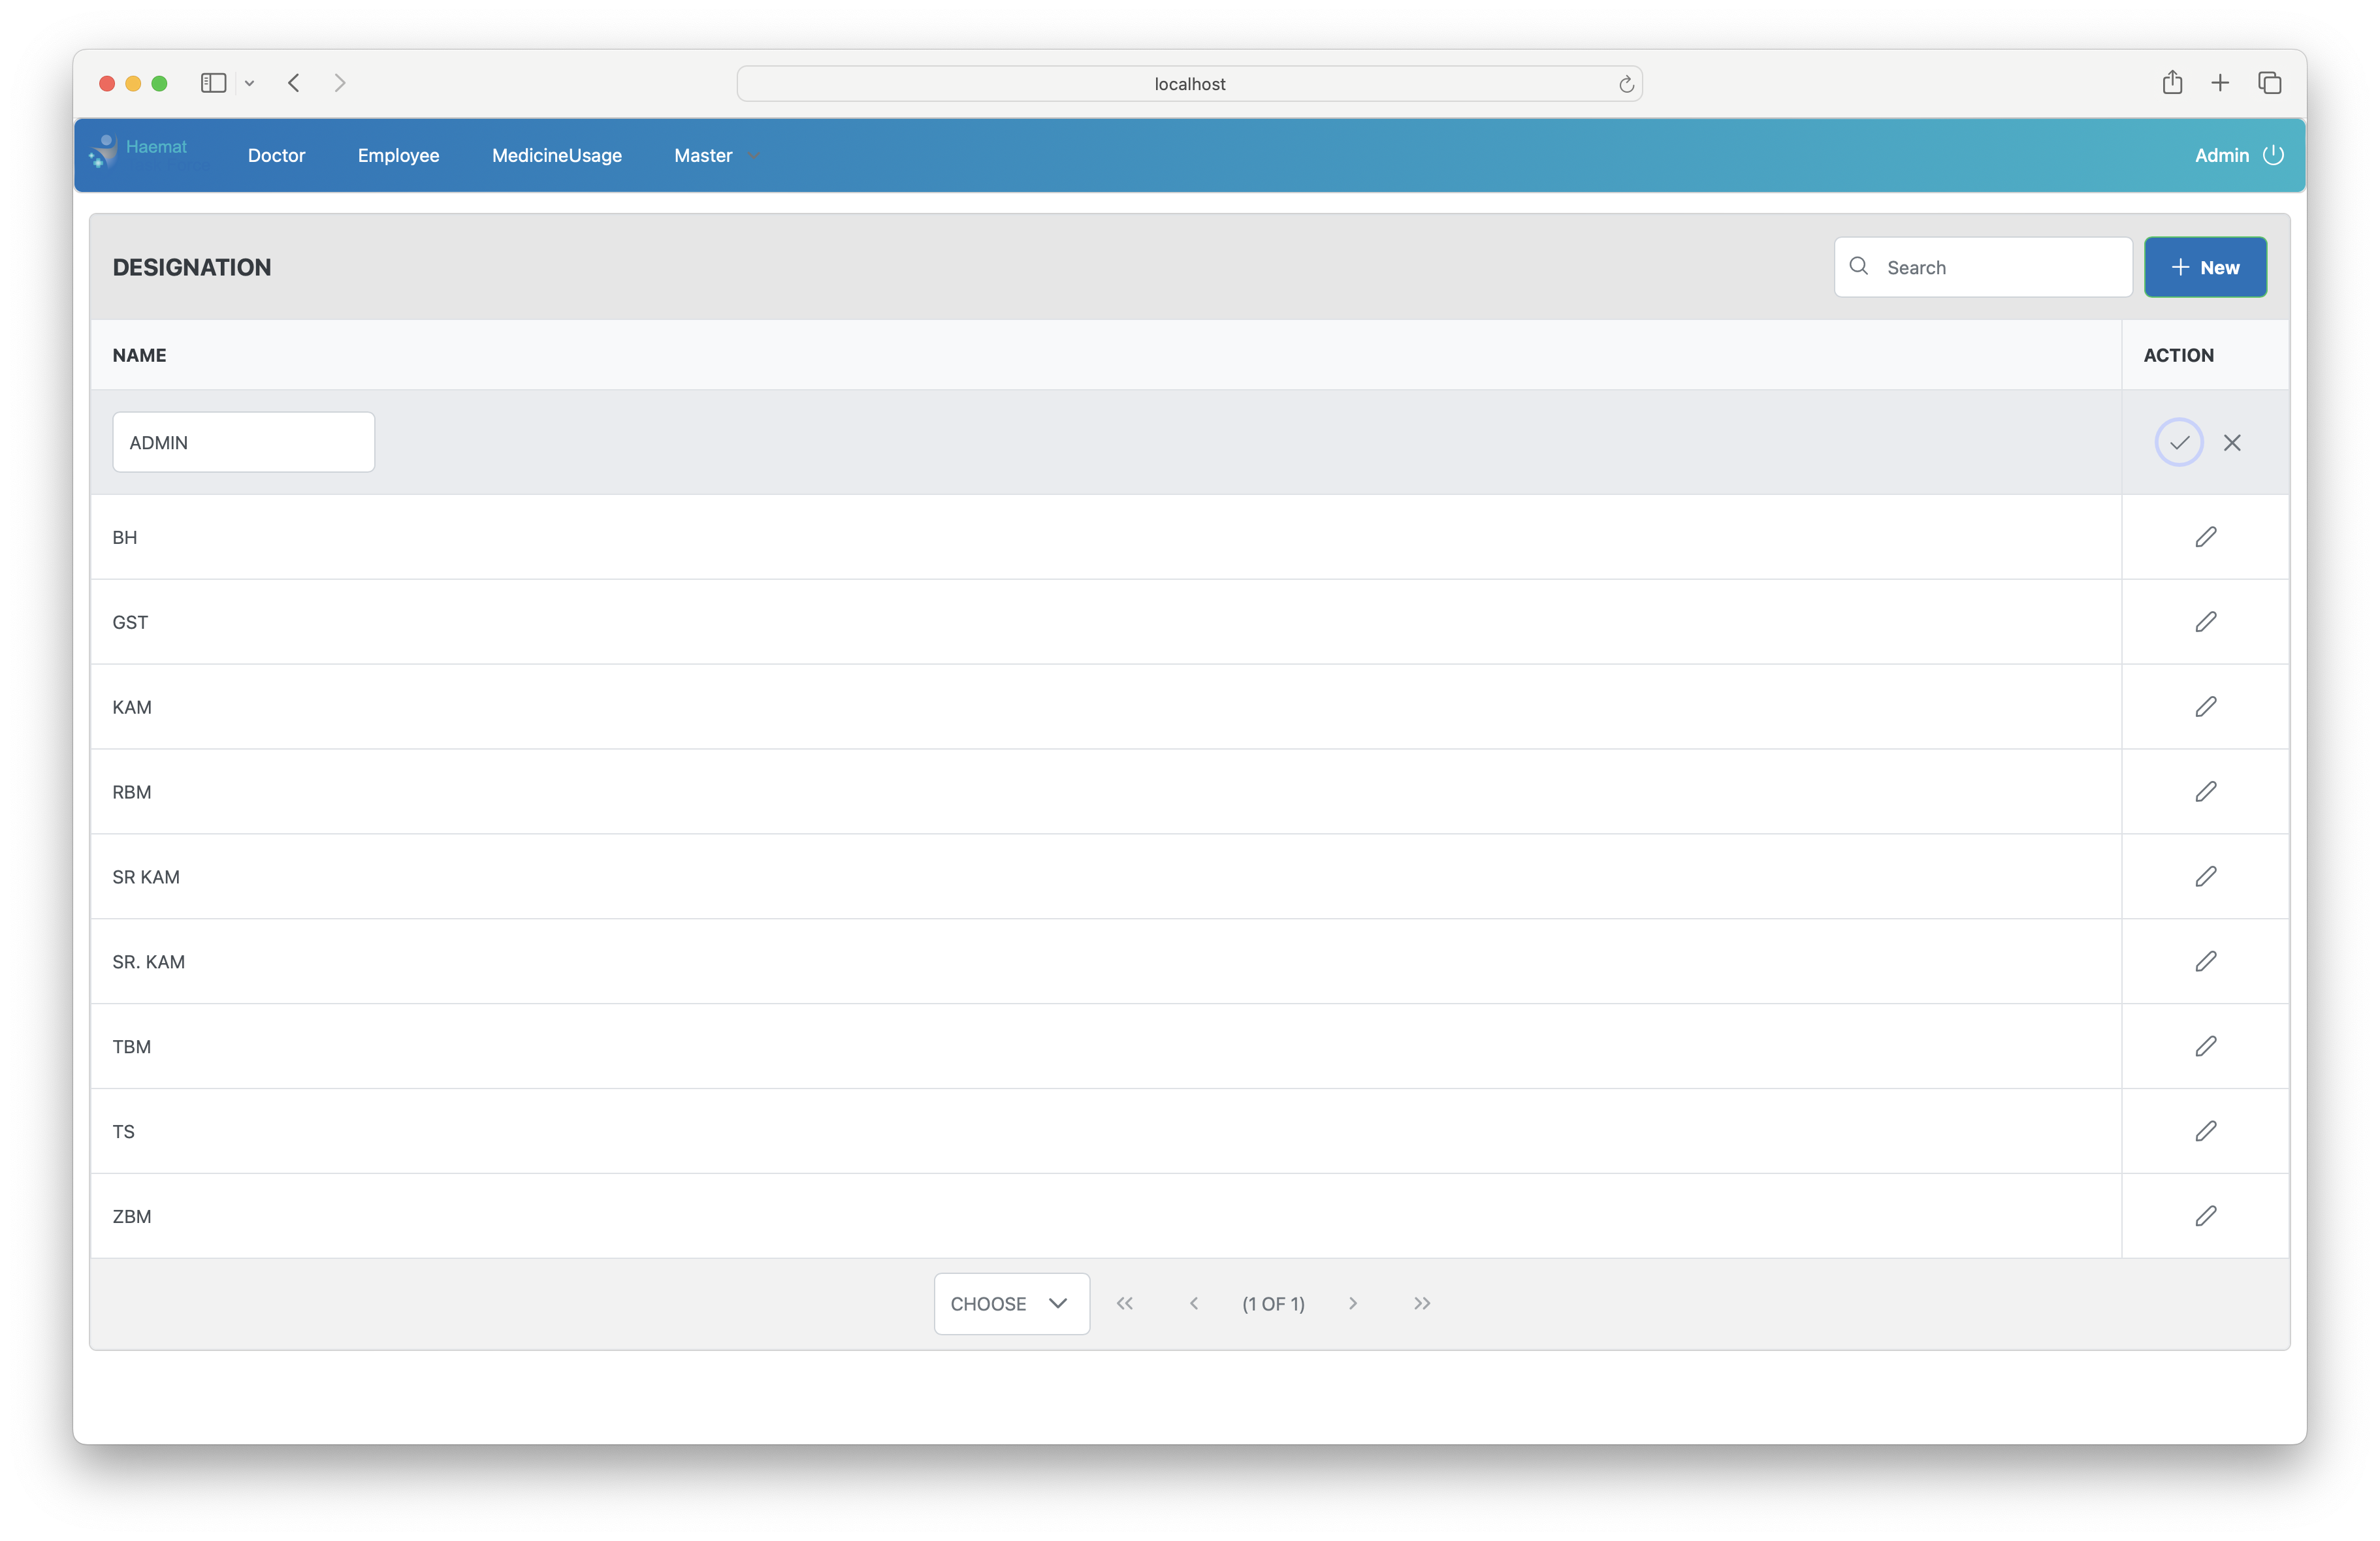 localhost
Haemat
Doctor Employee MedicineUsage Master Admin
DESIGNATION Search New
NAME ACTION
ADMIN
BH
GST
KAM
RBM
SR KAM
SR. KAM
TBM
TS
ZBM
CHOOSE (1 OF 1)